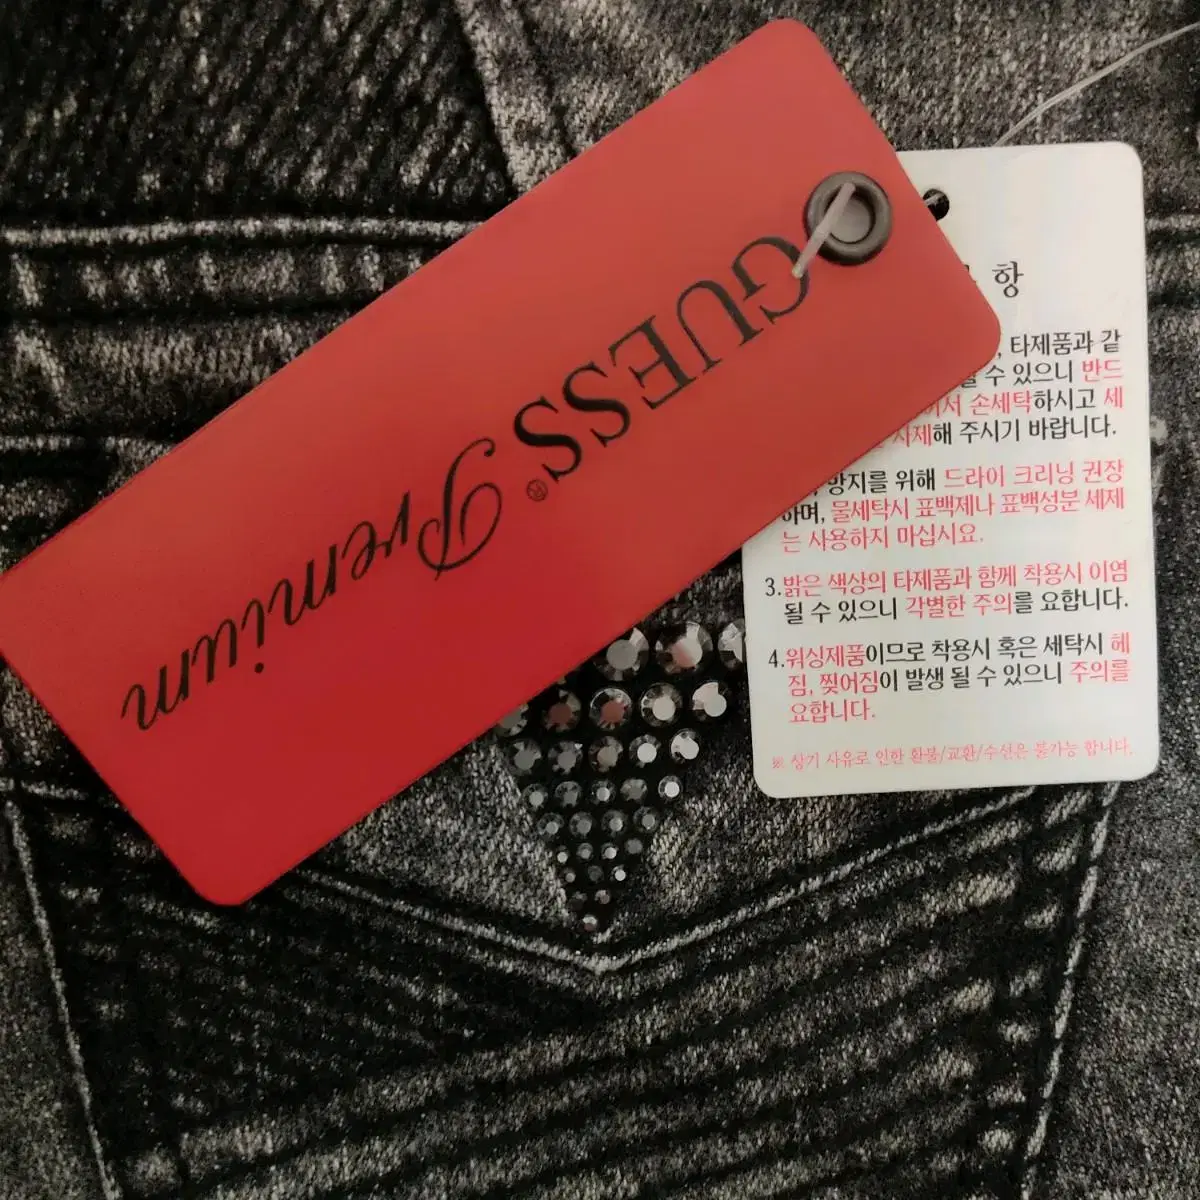 GUESS®
Premium
항
, 타제품과 같
수 있으니 반드
서 손세탁하시고 세
사제해 주시기 바랍니다.
방지를 위해 드라이 크리닝 권장
하며, 물세탁시 표백제나 표백성분 세제
는 사용하지 마십시요.
3.밝은 색상의 타제품과 함께 착용시 이염
될 수 있으니 각별한 주의를 요합니다.
4.워싱제품이므로 착용시 혹은 세탁시 헤
짐, 찢어짐이 발생 될 수 있으니 주의를
요합니다.
※ 상기 사유로 인한 환불/교환/수선은 불가능 합니다.